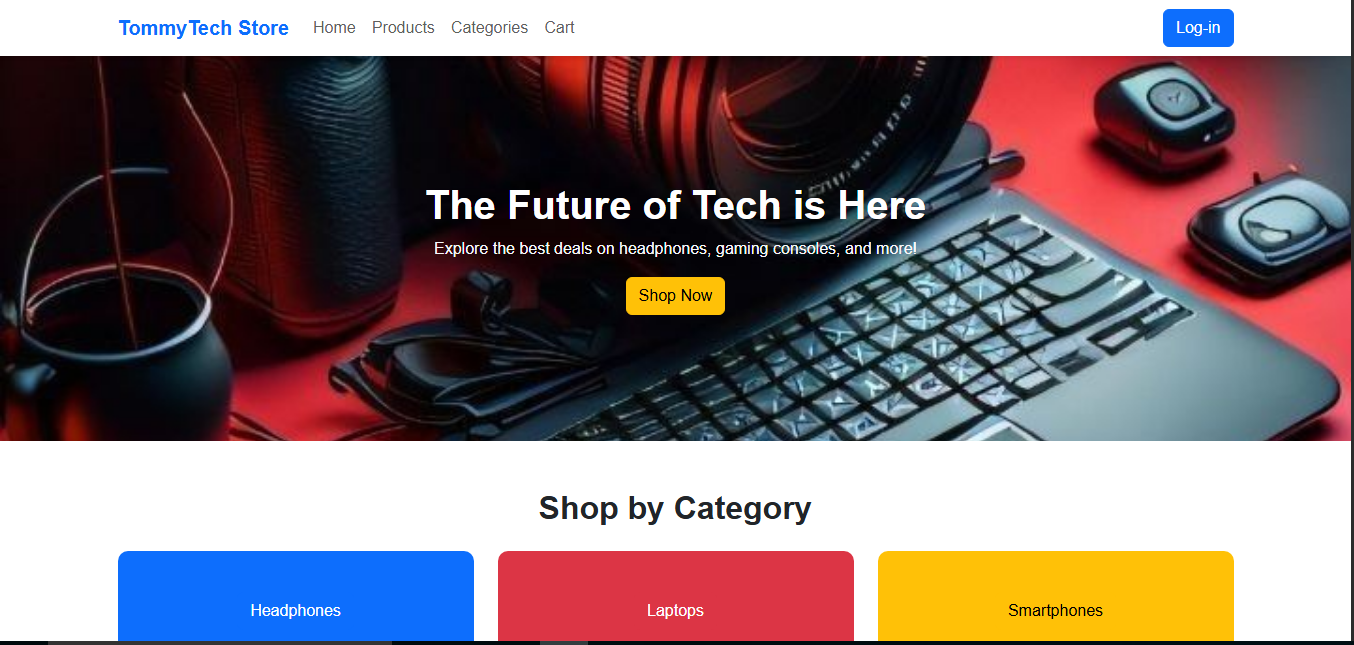 TommyTech Store Home Products Categories Cart Log-in
The Future of Tech is Here
Explore the best deals on headphones, gaming consoles, and more!
Shop Now
Shop by Category
Headphones Laptops Smartphones